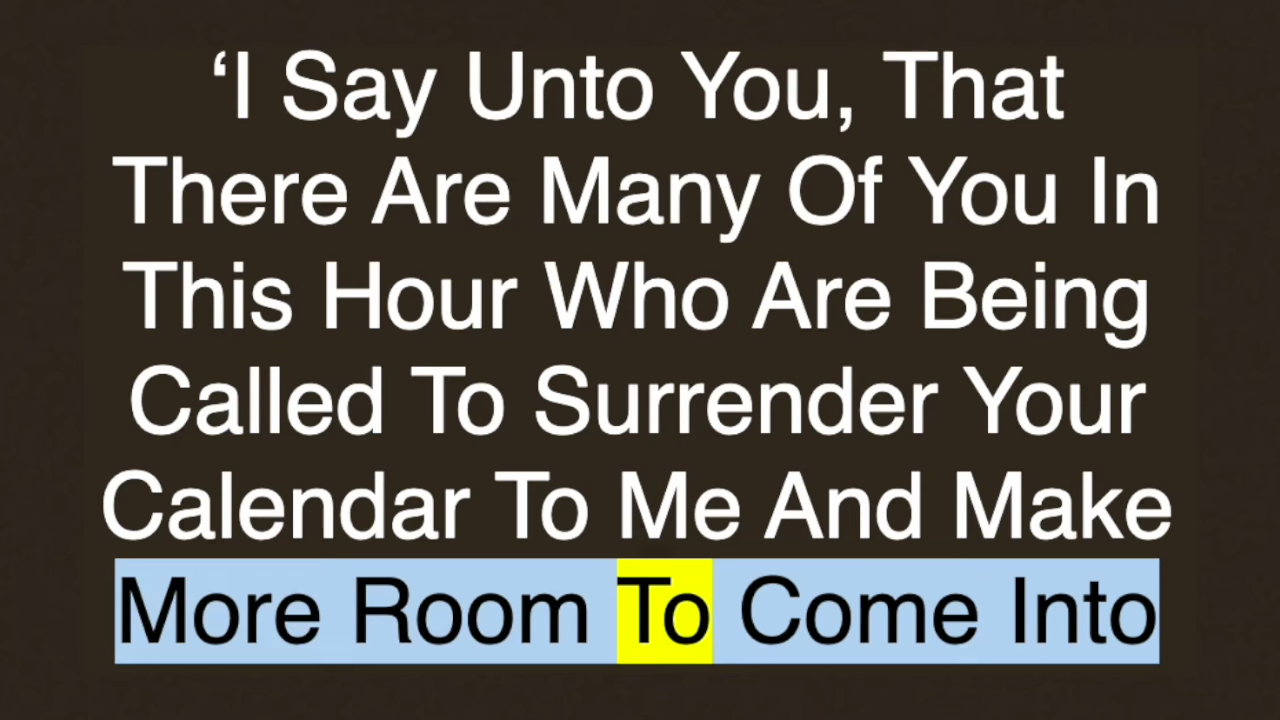 ‘I Say Unto You, That
There Are Many Of You In
This Hour Who Are Being
Called To Surrender Your
Calendar To Me And Make
More Room To Come Into